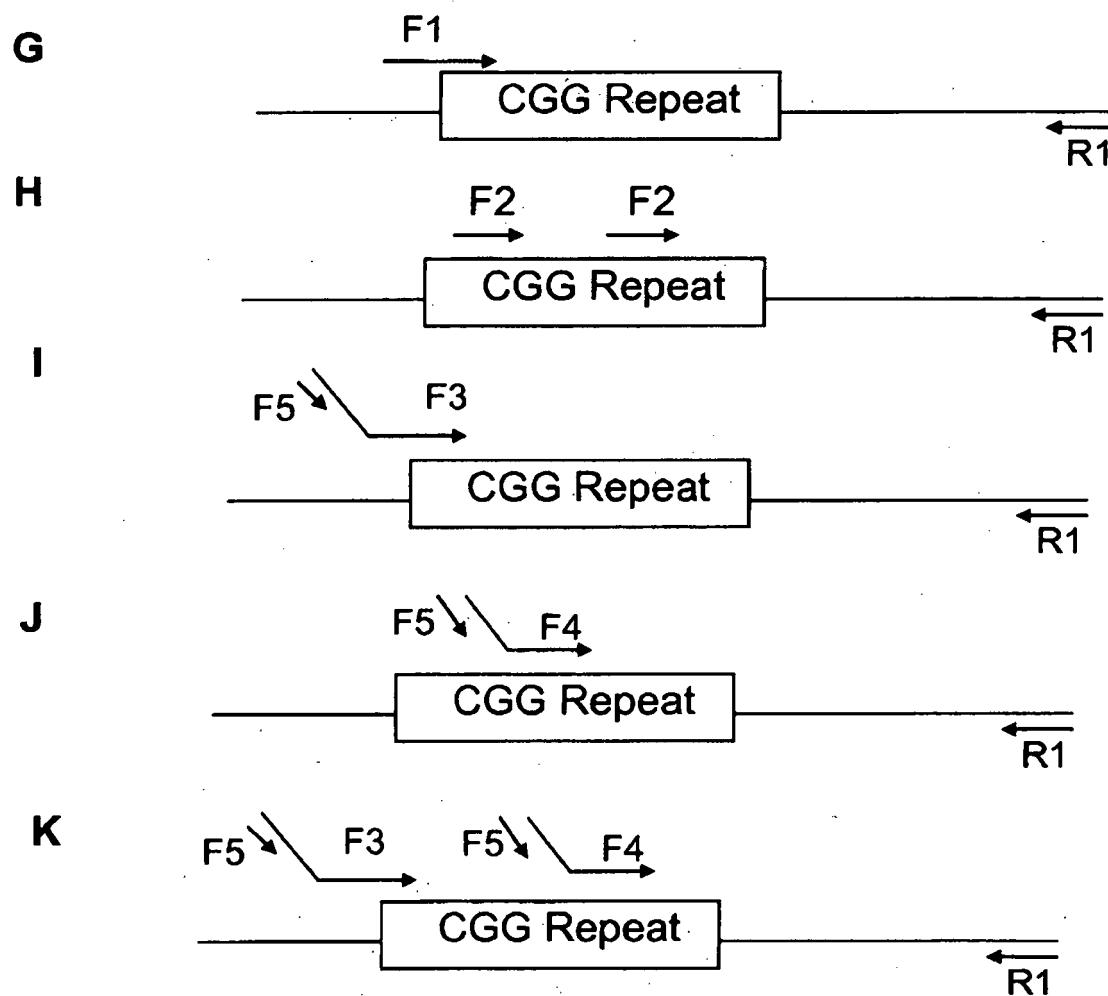 G
F1
CGG Repeat
R1
H
F2 F2
CGG Repeat
R1
I
F5 F3
CGG Repeat
R1
J
F5 F4
CGG Repeat
R1
K
F5 F3 F5 F4
CGG Repeat
R1